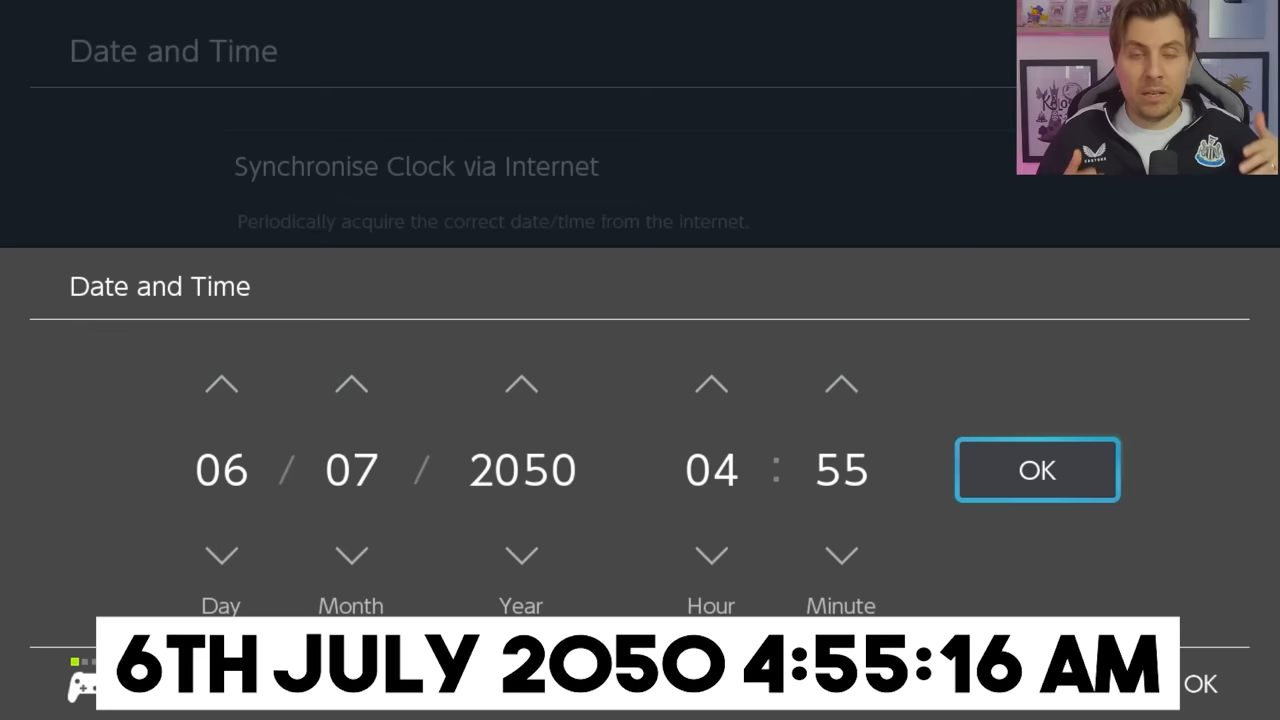 Date and Time
Synchronise Clock via Internet
Periodically acquire the correct date/time from the internet.
Date and Time
06 / 07 / 2050 04 : 55 OK
Day Month Year Hour Minute
6TH JULY 2050 4:55:16 AM
OK